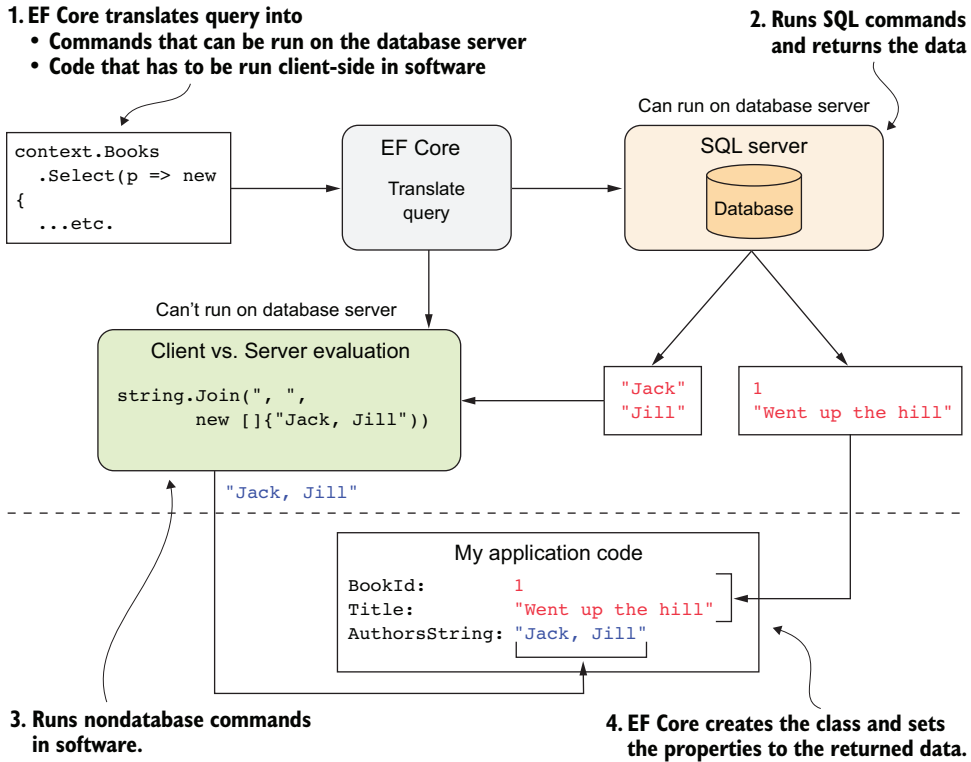 1. EF Core translates query into
• Commands that can be run on the database server
• Code that has to be run client-side in software
2. Runs SQL commands
and returns the data
Can run on database server
context.Books
.Select(p => new
{
...etc.
EF Core
Translate
query
SQL server
Database
Can't run on database server
Client vs. Server evaluation
string.Join(", ",
new []{"Jack, Jill"))
"Jack"
"Jill"
1
"Went up the hill"
"Jack, Jill"
My application code
BookId: 1
Title: "Went up the hill"
AuthorsString: "Jack, Jill"
3. Runs nondatabase commands
in software.
4. EF Core creates the class and sets
the properties to the returned data.